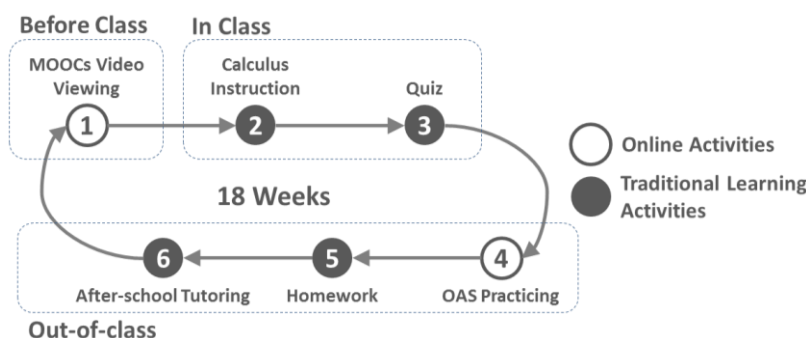 Before Class
In Class
MOOCs Video
Viewing
Calculus
Instruction
Quiz
1
2
3
Online Activities
Traditional Learning
Activities
18 Weeks
6
5
4
After-school Tutoring
Homework
OAS Practicing
Out-of-class